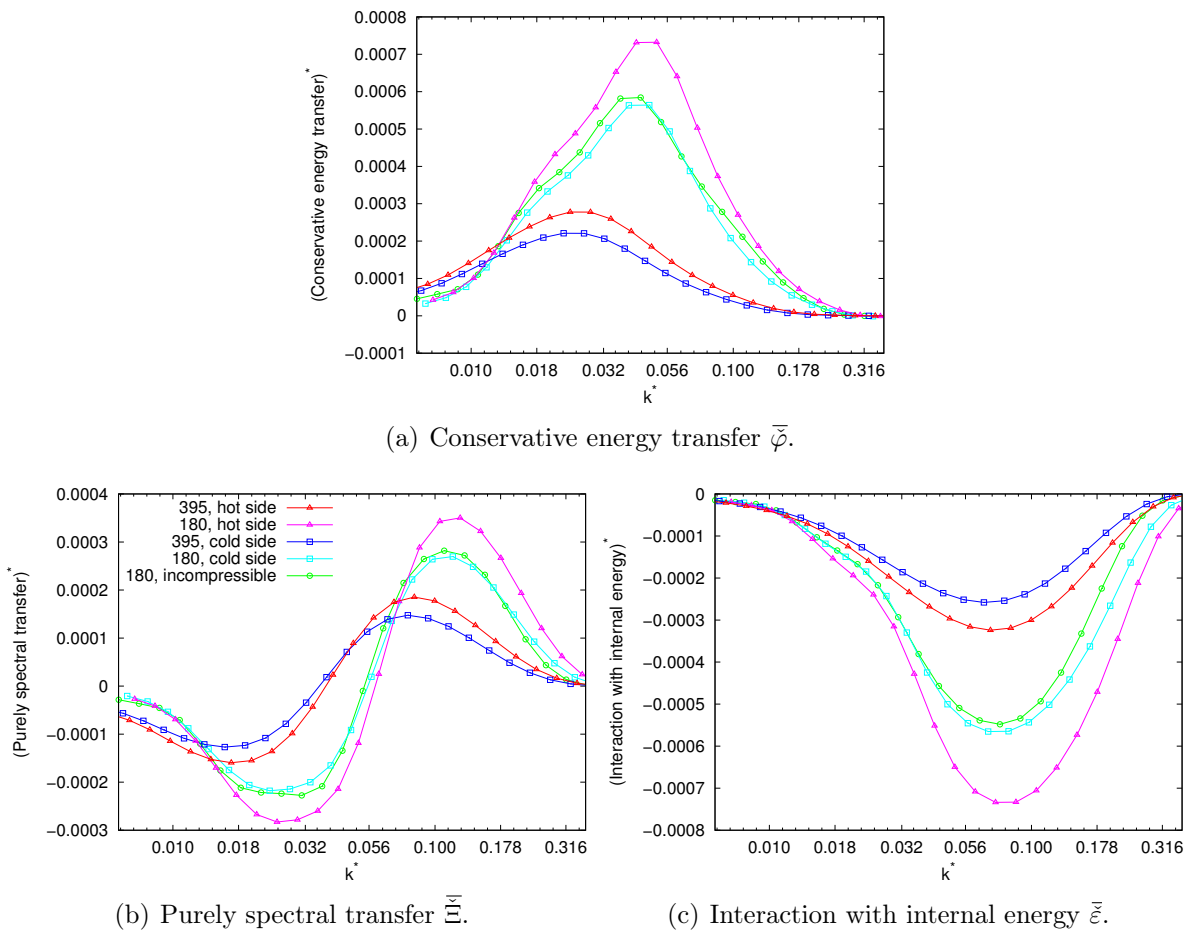 0.0008
0.0007
0.0006
0.0005
0.0004
0.0003
0.0002
0.0001
0
−0.0001
(Conservative energy transfer)*
0.010 0.018 0.032 0.056 0.100 0.178 0.316
k*
(a) Conservative energy transfer φ̌̅.
0.0004
0.0003
0.0002
0.0001
0
−0.0001
−0.0002
−0.0003
(Purely spectral transfer)*
395, hot side
180, hot side
395, cold side
180, cold side
180, incompressible
0.010 0.018 0.032 0.056 0.100 0.178 0.316
k*
(b) Purely spectral transfer Ξ̌̅.
0
−0.0001
−0.0002
−0.0003
−0.0004
−0.0005
−0.0006
−0.0007
−0.0008
(Interaction with internal energy)*
0.010 0.018 0.032 0.056 0.100 0.178 0.316
k*
(c) Interaction with internal energy ε̌̅.